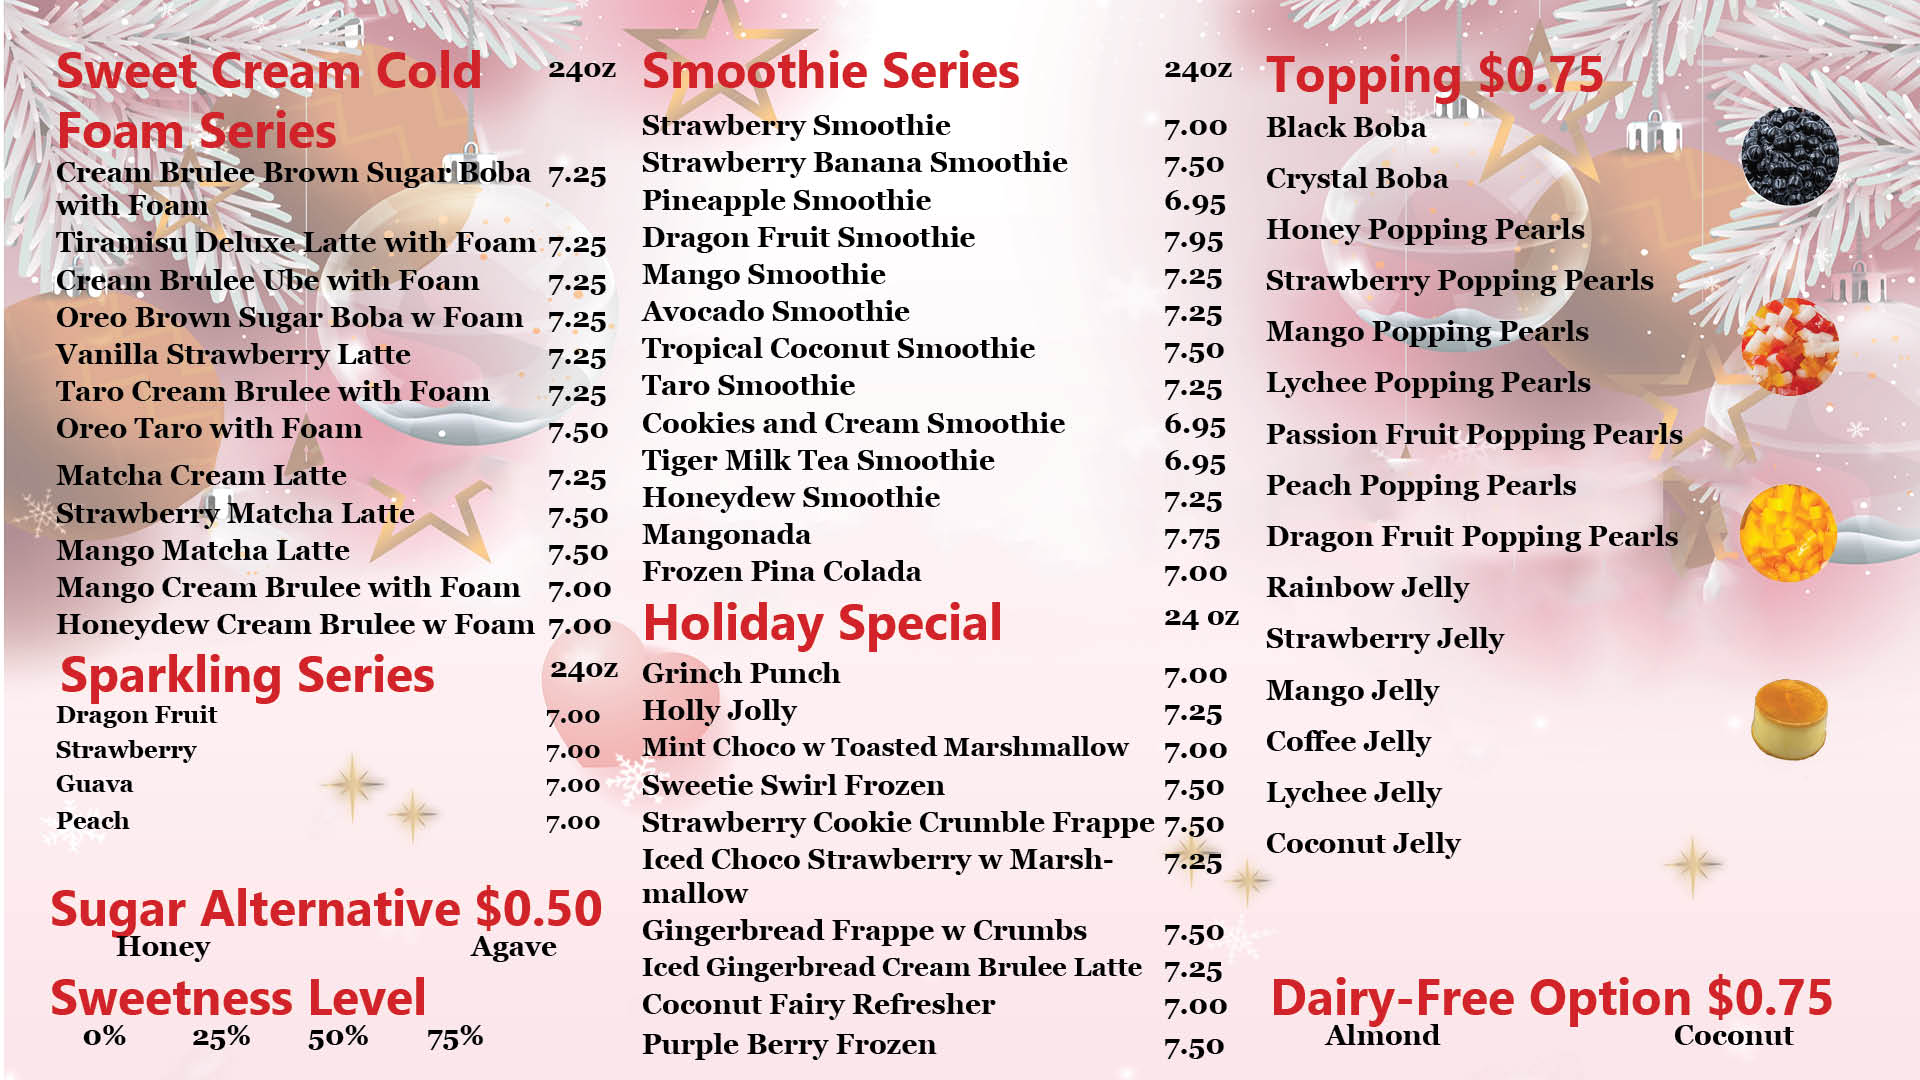 Sweet Cream Cold 24oz
Foam Series
Cream Brulee Brown Sugar Boba 7.25
with Foam
Tiramisu Deluxe Latte with Foam 7.25
Cream Brulee Ube with Foam 7.25
Oreo Brown Sugar Boba w Foam 7.25
Vanilla Strawberry Latte 7.25
Taro Cream Brulee with Foam 7.25
Oreo Taro with Foam 7.50
Matcha Cream Latte 7.25
Strawberry Matcha Latte 7.50
Mango Matcha Latte 7.50
Mango Cream Brulee with Foam 7.00
Honeydew Cream Brulee w Foam 7.00
Sparkling Series 24oz
Dragon Fruit 7.00
Strawberry 7.00
Guava 7.00
Peach 7.00
Sugar Alternative $0.50
Honey Agave
Sweetness Level
0% 25% 50% 75%
Smoothie Series 24oz
Strawberry Smoothie 7.00
Strawberry Banana Smoothie 7.50
Pineapple Smoothie 6.95
Dragon Fruit Smoothie 7.95
Mango Smoothie 7.25
Avocado Smoothie 7.25
Tropical Coconut Smoothie 7.50
Taro Smoothie 7.25
Cookies and Cream Smoothie 6.95
Tiger Milk Tea Smoothie 6.95
Honeydew Smoothie 7.25
Mangonada 7.75
Frozen Pina Colada 7.00
Holiday Special 24 oz
Grinch Punch 7.00
Holly Jolly 7.25
Mint Choco w Toasted Marshmallow 7.00
Sweetie Swirl Frozen 7.50
Strawberry Cookie Crumble Frappe 7.50
Iced Choco Strawberry w Marsh- 7.25
mallow
Gingerbread Frappe w Crumbs 7.50
Iced Gingerbread Cream Brulee Latte 7.25
Coconut Fairy Refresher 7.00
Purple Berry Frozen 7.50
Topping $0.75
Black Boba
Crystal Boba
Honey Popping Pearls
Strawberry Popping Pearls
Mango Popping Pearls
Lychee Popping Pearls
Passion Fruit Popping Pearls
Peach Popping Pearls
Dragon Fruit Popping Pearls
Rainbow Jelly
Strawberry Jelly
Mango Jelly
Coffee Jelly
Lychee Jelly
Coconut Jelly
Dairy-Free Option $0.75
Almond Coconut